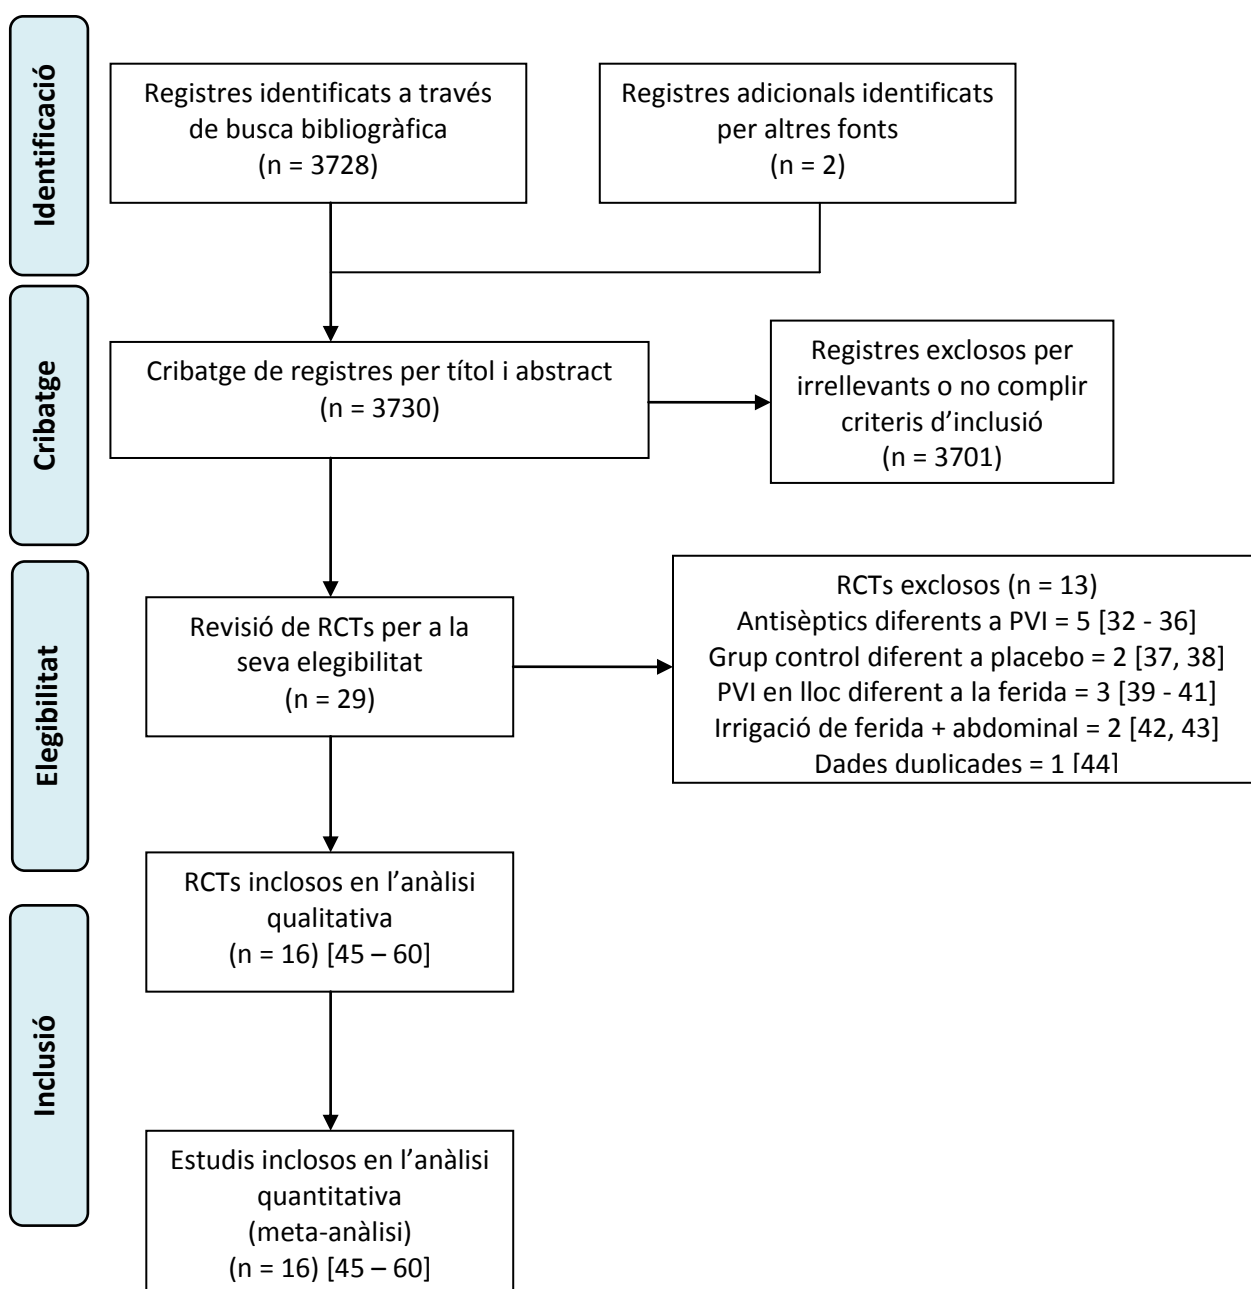 Identificació
Registres identificats a través
de busca bibliogràfica
(n = 3728)
Registres adicionals identificats
per altres fonts
(n = 2)
Cribatge
Cribatge de registres per títol i abstract
(n = 3730)
Registres exclosos per
irrellevants o no complir
criteris d’inclusió
(n = 3701)
Elegibilitat
Revisió de RCTs per a la
seva elegibilitat
(n = 29)
RCTs exclosos (n = 13)
Antisèptics diferents a PVI = 5 [32 - 36]
Grup control diferent a placebo = 2 [37, 38]
PVI en lloc diferent a la ferida = 3 [39 - 41]
Irrigació de ferida + abdominal = 2 [42, 43]
Dades duplicades = 1 [44]
Inclusió
RCTs inclosos en l’anàlisi
qualitativa
(n = 16) [45 – 60]
Estudis inclosos en l’anàlisi
quantitativa
(meta-anàlisi)
(n = 16) [45 – 60]